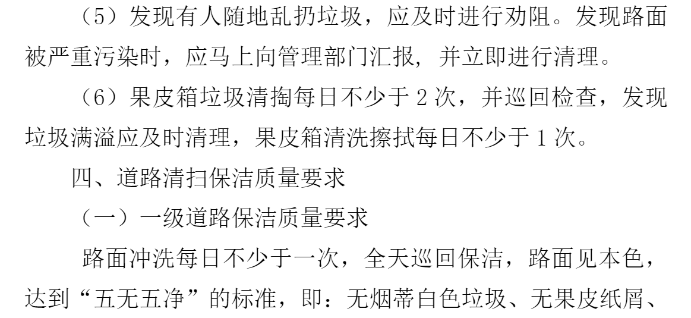 （5）发现有人随地乱扔垃圾，应及时进行劝阻。发现路面
被严重污染时，应马上向管理部门汇报, 并立即进行清理。
（6）果皮箱垃圾清掏每日不少于 2 次，并巡回检查，发现
垃圾满溢应及时清理，果皮箱清洗擦拭每日不少于 1 次。
四、道路清扫保洁质量要求
（一）一级道路保洁质量要求
路面冲洗每日不少于一次，全天巡回保洁，路面见本色，
达到“五无五净”的标准，即：无烟蒂白色垃圾、无果皮纸屑、